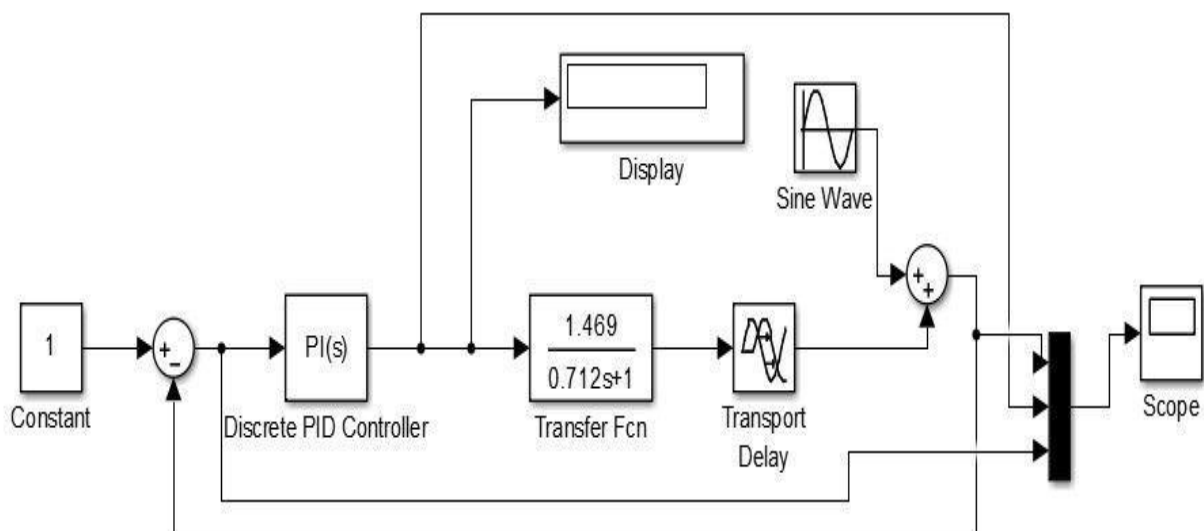 Display
Sine Wave
1
Constant
+
−
PI(s)
Discrete PID Controller
1.469
0.712s+1
Transfer Fcn
Transport
Delay
+
+
Scope